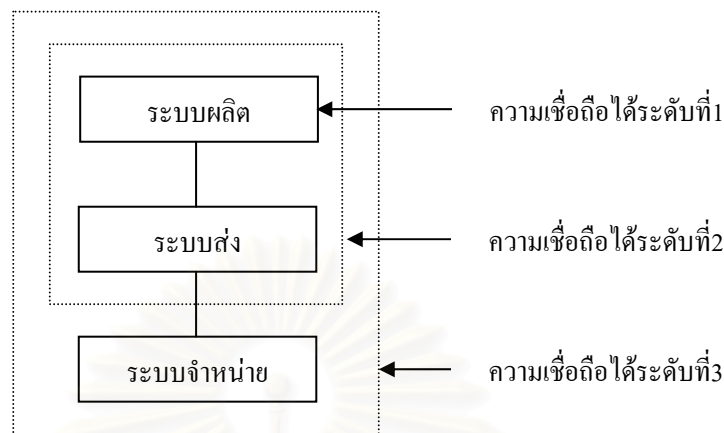 ระบบผลิต
ความเชื่อถือได้ระดับที่1
ระบบส่ง
ความเชื่อถือได้ระดับที่2
ระบบจำหน่าย
ความเชื่อถือได้ระดับที่3